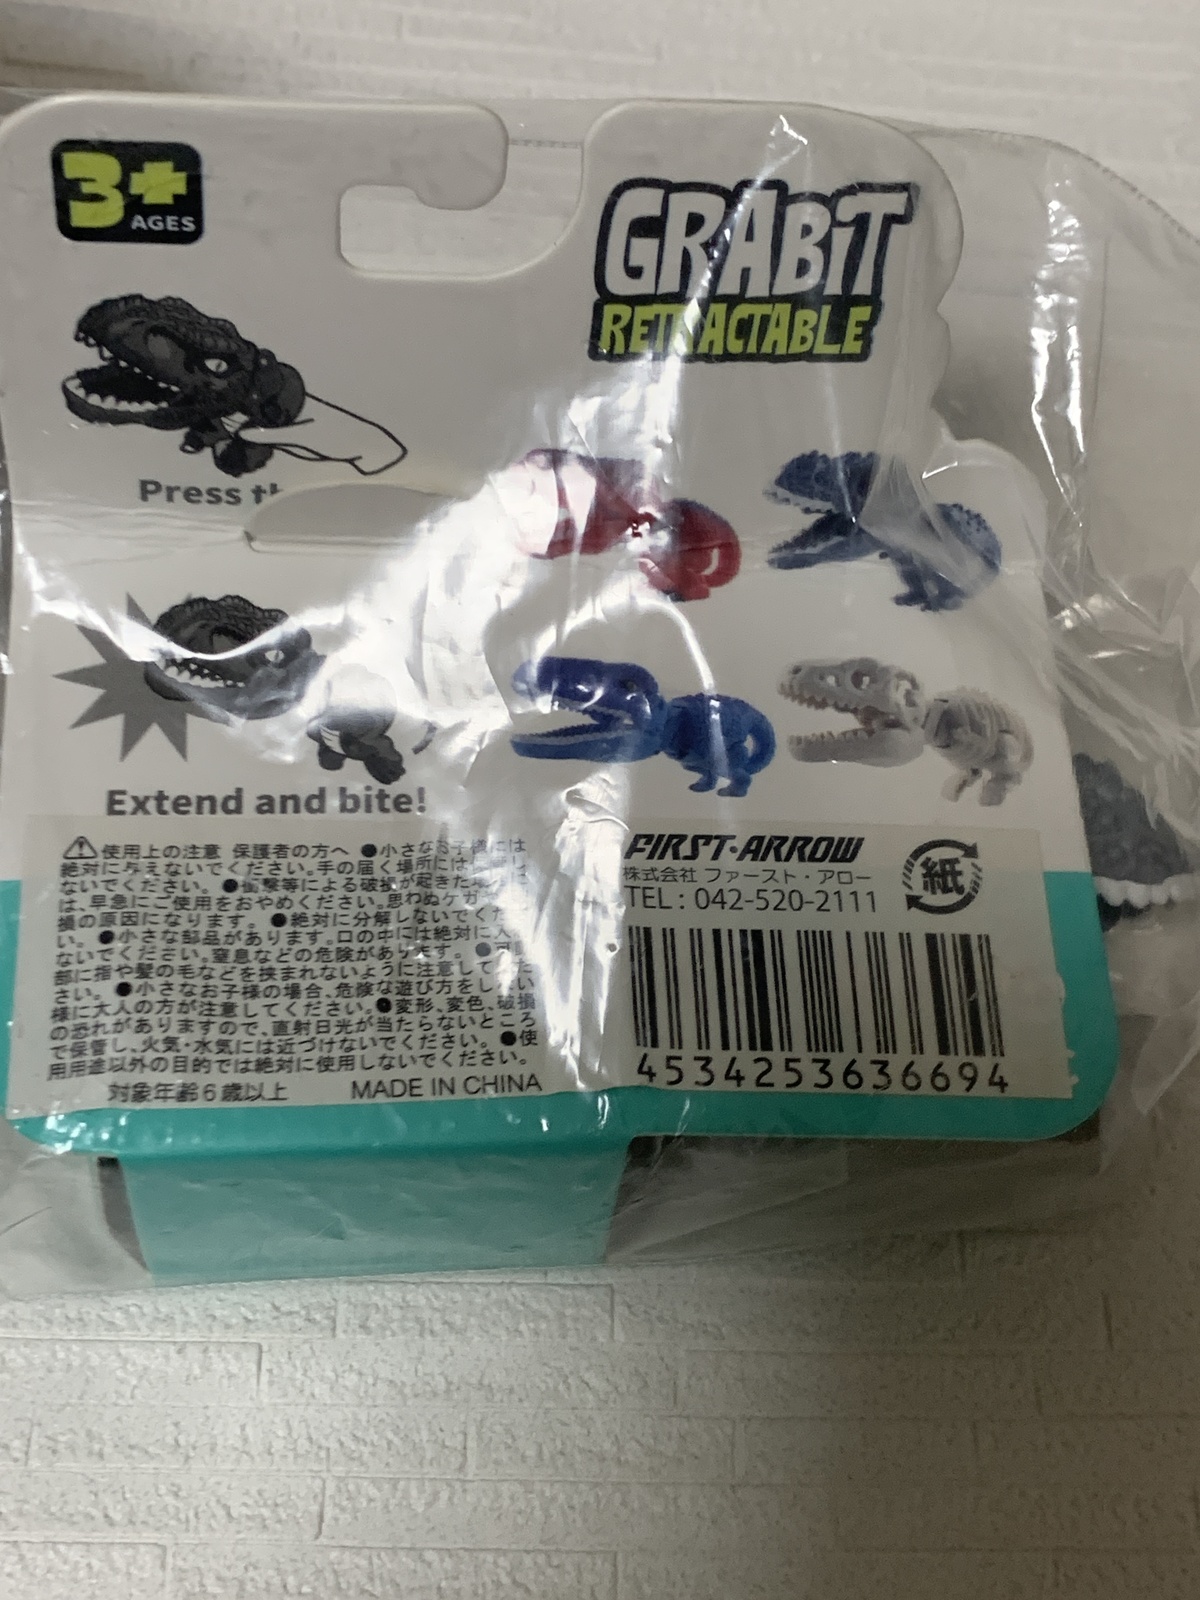 3+
AGES
GRABiT
RETRACTABLE
Press th
Extend and bite!
使用上の注意 保護者の方へ ●小さなお子様には
絶対に与えないでください。手の届く場所には
ないでください。●衝撃等による破損が起きた
は、早急にご使用をおやめください。思わぬケガ
損の原因になります。●絶対に分解しないでくだ
い。●小さな部品があります。口の中には絶対に入
ないでください。窒息などの危険があります。●可動
部に指や髪の毛などを挟まれないように注意してくだ
さい。●小さなお子様の場合、危険な遊び方をしない
様に大人の方が注意してください。●変形、変色、破損
の恐れがありますので、直射日光が当たらないところ
で保管し、火気・水気には近づけないでください。●使
用用途以外の目的では絶対に使用しないでください。
対象年齢6歳以上 MADE IN CHINA
FIRST・ARROW
株式会社 ファースト・アロー
TEL : 042-520-2111
紙
4534253636694